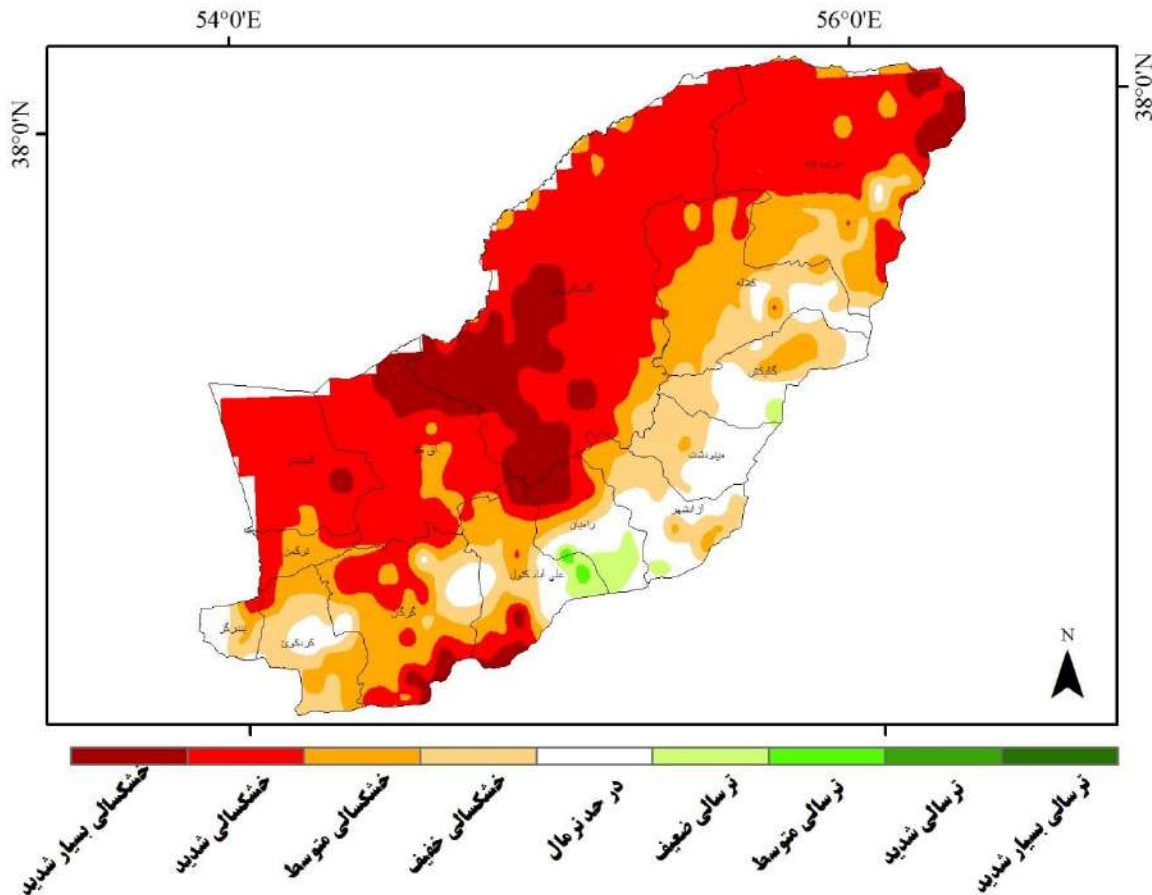 54°0'E
56°0'E
38°0'N
38°0'N
کلاله
گالیکش
مینودشت
آق قلا
آزادشهر
رامیان
ترکمن
علی آباد کتول
گرگان
بندرگز
کردکوی
N
خشکسالی بسیار شدید
خشکسالی شدید
خشکسالی متوسط
خشکسالی خفیف
در حد نرمال
ترسالی ضعیف
ترسالی متوسط
ترسالی شدید
ترسالی بسیار شدید